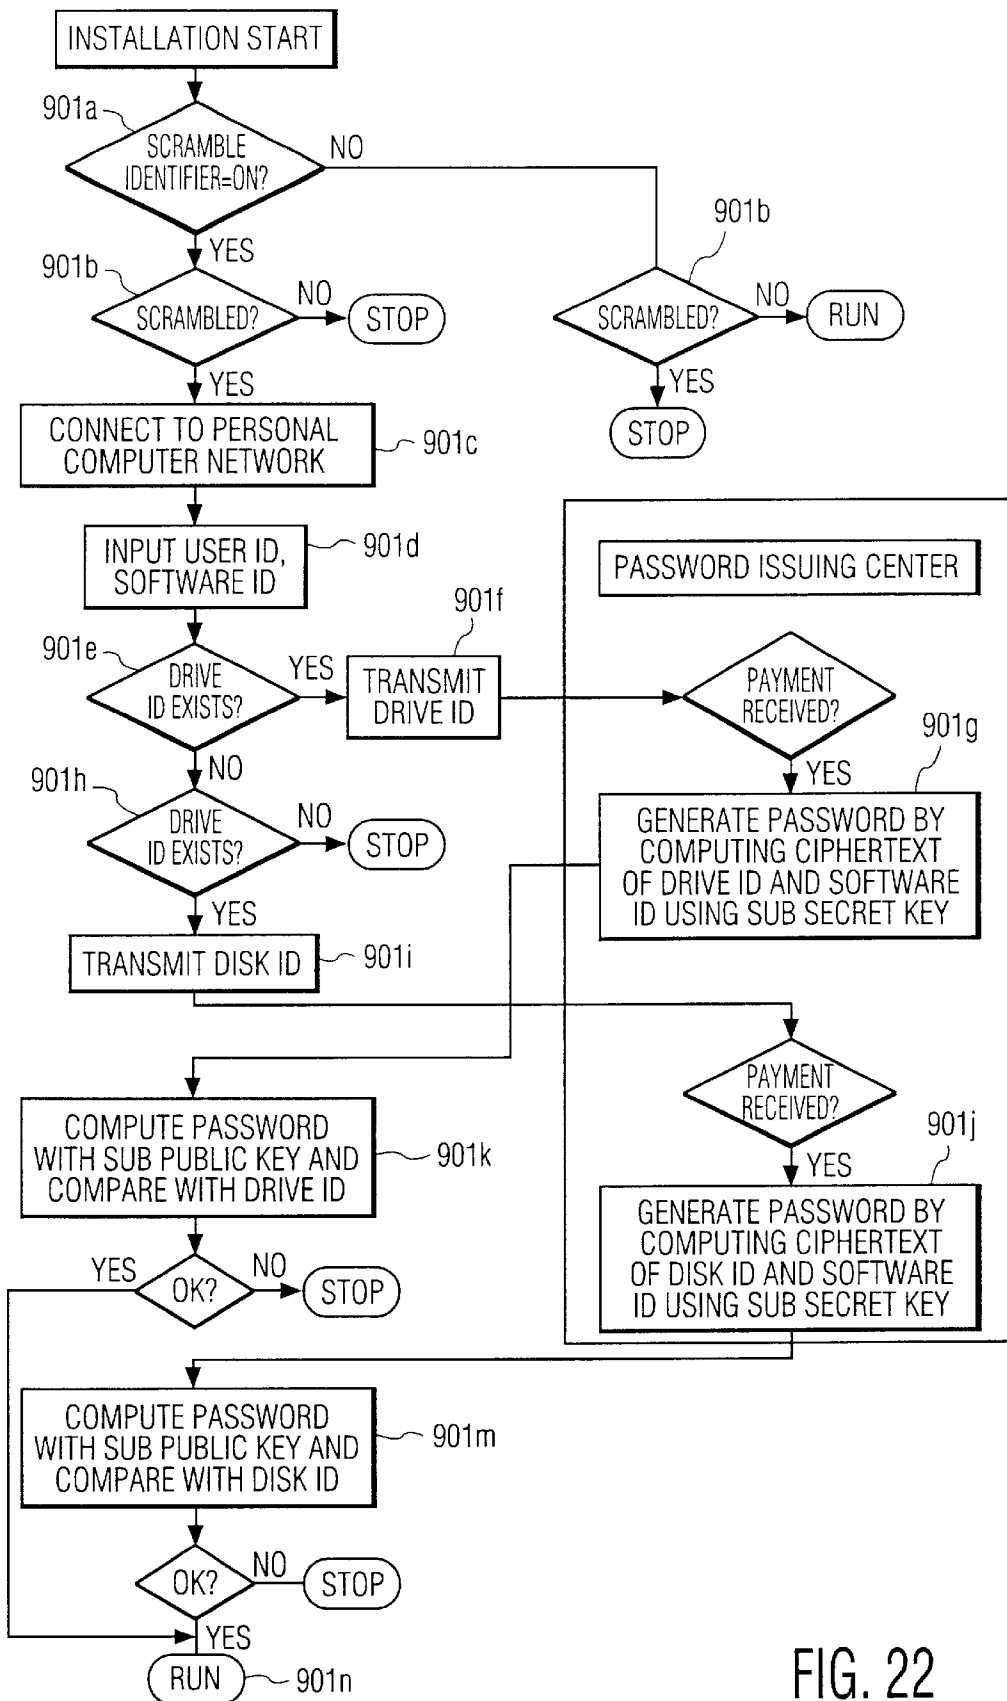 INSTALLATION START
901a
SCRAMBLE
IDENTIFIER=ON?
NO
YES
901b
SCRAMBLED?
NO
STOP
YES
901b
SCRAMBLED?
NO
RUN
YES
STOP
CONNECT TO PERSONAL
COMPUTER NETWORK
901c
INPUT USER ID,
SOFTWARE ID
901d
PASSWORD ISSUING CENTER
901e
DRIVE
ID EXISTS?
YES
901f
TRANSMIT
DRIVE ID
PAYMENT
RECEIVED?
NO
YES
901g
901h
DRIVE
ID EXISTS?
NO
STOP
GENERATE PASSWORD BY
COMPUTING CIPHERTEXT
OF DRIVE ID AND SOFTWARE
ID USING SUB SECRET KEY
YES
TRANSMIT DISK ID
901i
PAYMENT
RECEIVED?
COMPUTE PASSWORD
WITH SUB PUBLIC KEY AND
COMPARE WITH DRIVE ID
901k
YES
901j
GENERATE PASSWORD BY
COMPUTING CIPHERTEXT
OF DISK ID AND SOFTWARE
ID USING SUB SECRET KEY
YES
OK?
NO
STOP
COMPUTE PASSWORD
WITH SUB PUBLIC KEY AND
COMPARE WITH DISK ID
901m
OK?
NO
STOP
YES
RUN
901n
FIG. 22